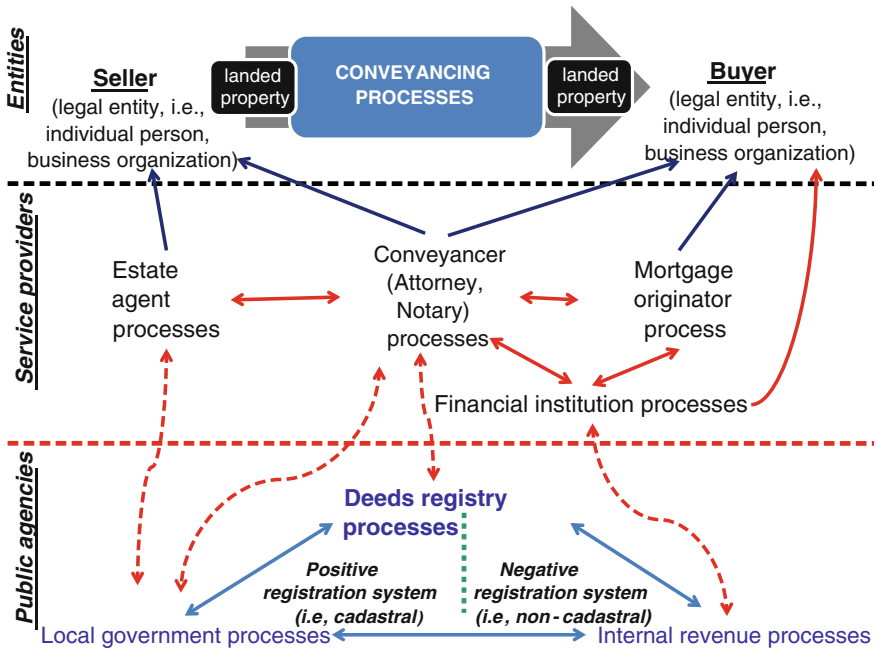 Entities
Seller
(legal entity, i.e.,
individual person,
business organization)
landed
property
CONVEYANCING
PROCESSES
landed
property
Buyer
(legal entity, i.e.,
individual person,
business organization)
Service providers
Estate
agent
processes
Conveyancer
(Attorney,
Notary)
processes
Mortgage
originator
process
Financial institution processes
Public agencies
Deeds registry
processes
Positive
registration system
(i.e, cadastral)
Negative
registration system
(i.e, non-cadastral)
Local government processes
Internal revenue processes